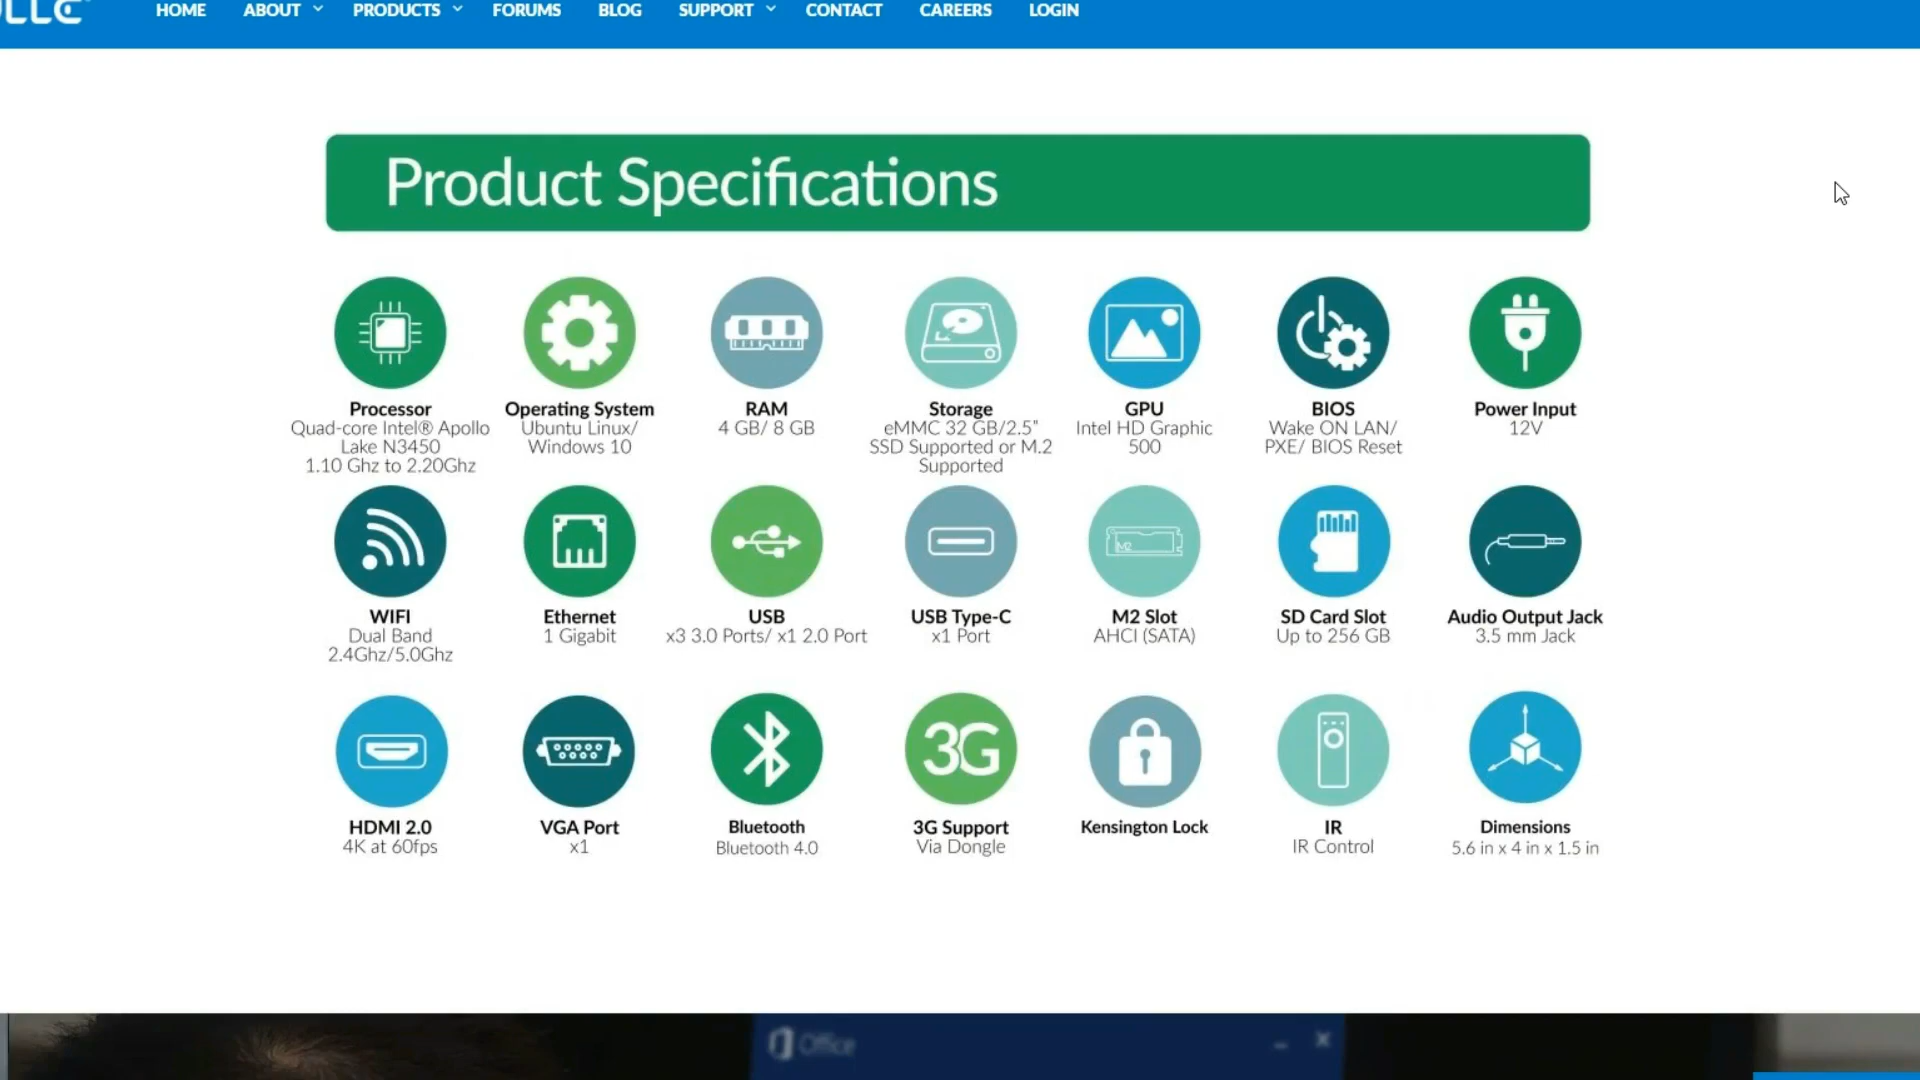 HOME ABOUT PRODUCTS FORUMS BLOG SUPPORT CONTACT CAREERS LOGIN
Product Specifications
Processor
Quad-core Intel® Apollo
Lake N3450
1.10 Ghz to 2.20Ghz
Operating System
Ubuntu Linux/
Windows 10
RAM
4 GB/ 8 GB
Storage
eMMC 32 GB/2.5"
SSD Supported or M.2
Supported
GPU
Intel HD Graphic
500
BIOS
Wake ON LAN/
PXE/ BIOS Reset
Power Input
12V
WIFI
Dual Band
2.4Ghz/5.0Ghz
Ethernet
1 Gigabit
USB
x3 3.0 Ports/ x1 2.0 Port
USB Type-C
x1 Port
M2
M2 Slot
AHCI (SATA)
SD Card Slot
Up to 256 GB
Audio Output Jack
3.5 mm Jack
HDMI 2.0
4K at 60fps
VGA Port
x1
Bluetooth
Bluetooth 4.0
3G
3G Support
Via Dongle
Kensington Lock
IR
IR Control
Dimensions
5.6 in x 4 in x 1.5 in
Office